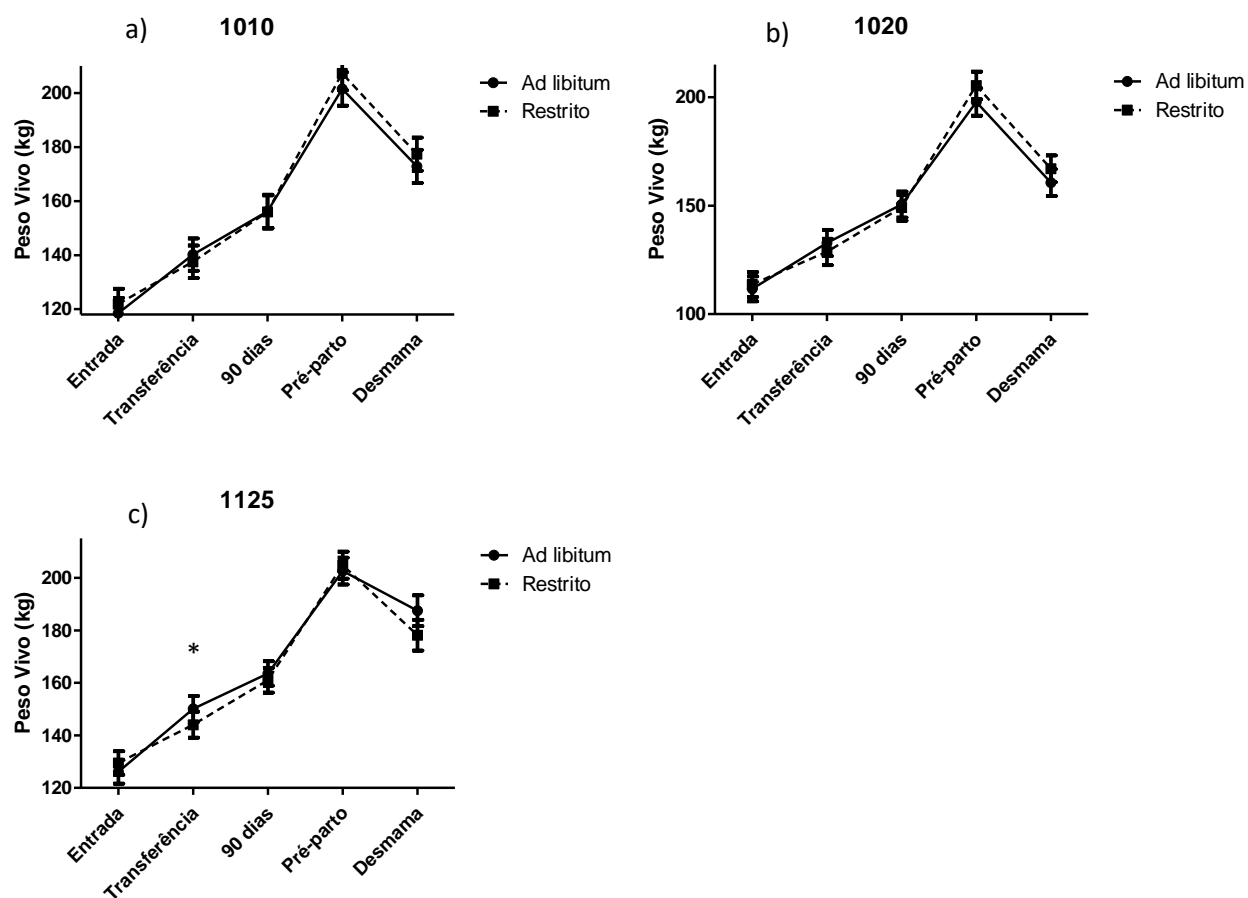 a) 1010
Peso Vivo (kg)
200
180
160
140
120
Entrada
Transferência
90 dias
Pré-parto
Desmama
Ad libitum
Restrito
b) 1020
Peso Vivo (kg)
200
150
100
Entrada
Transferência
90 dias
Pré-parto
Desmama
Ad libitum
Restrito
c) 1125
Peso Vivo (kg)
200
180
160
140
120
*
Entrada
Transferência
90 dias
Pré-parto
Desmama
Ad libitum
Restrito